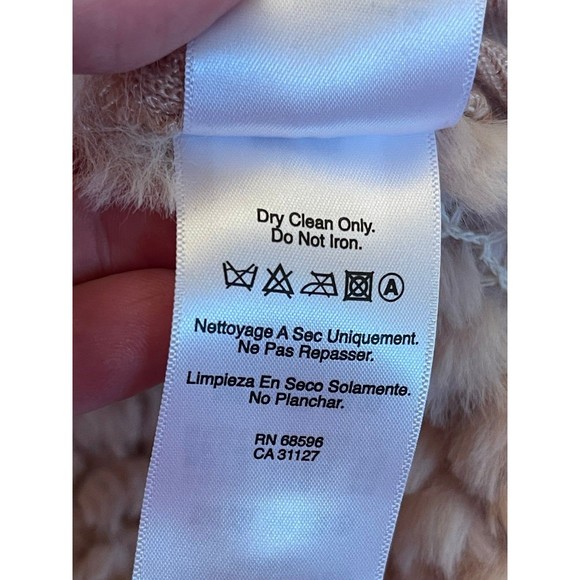 Dry Clean Only.
Do Not Iron.
A
Nettoyage A Sec Uniquement.
Ne Pas Repasser.
Limpieza En Seco Solamente.
No Planchar.
RN 68596
CA 31127